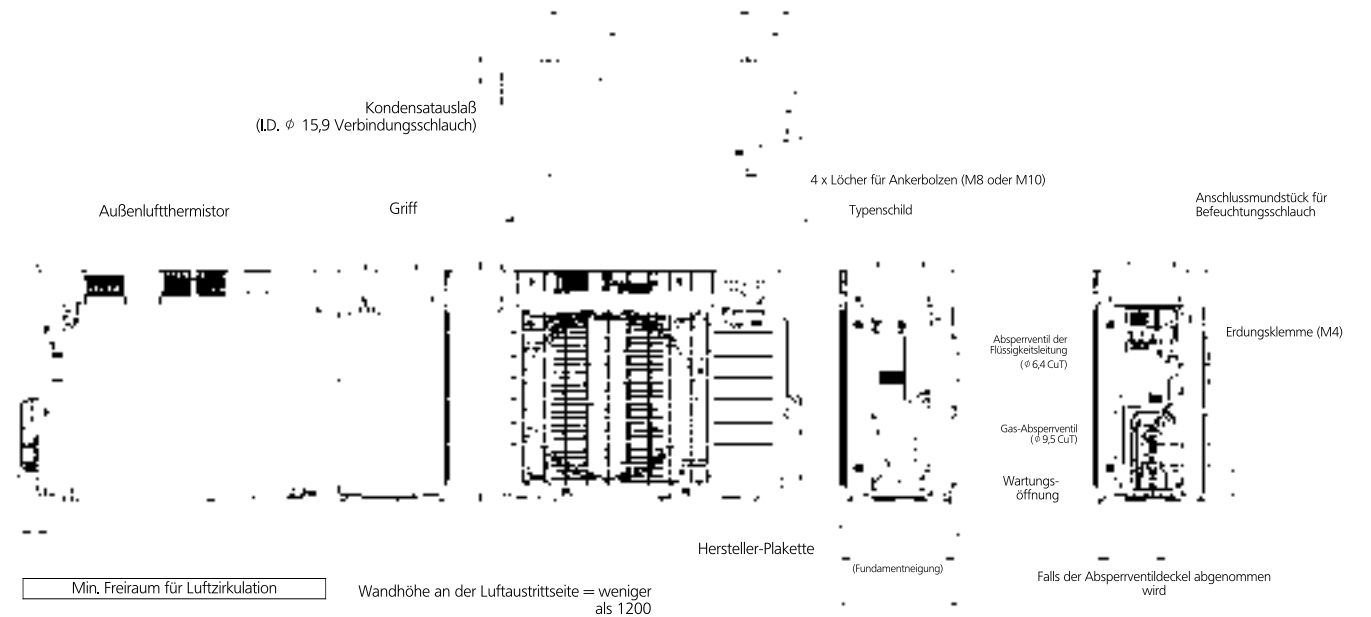 Kondensatauslaß
(I.D. φ 15,9 Verbindungsschlauch)
4 x Löcher für Ankerbolzen (M8 oder M10)
Außenluftthermistor
Griff
Typenschild
Anschlussmundstück für
Befeuchtungsschlauch
Absperrventil der
Flüssigkeitsleitung
(φ 6,4 CuT)
Erdungsklemme (M4)
Gas-Absperrventil
(φ 9,5 CuT)
Wartungs-
öffnung
Hersteller-Plakette
(Fundamentneigung)
Min. Freiraum für Luftzirkulation
Wandhöhe an der Luftaustrittseite = weniger
als 1200
Falls der Absperrventildeckel abgenommen
wird